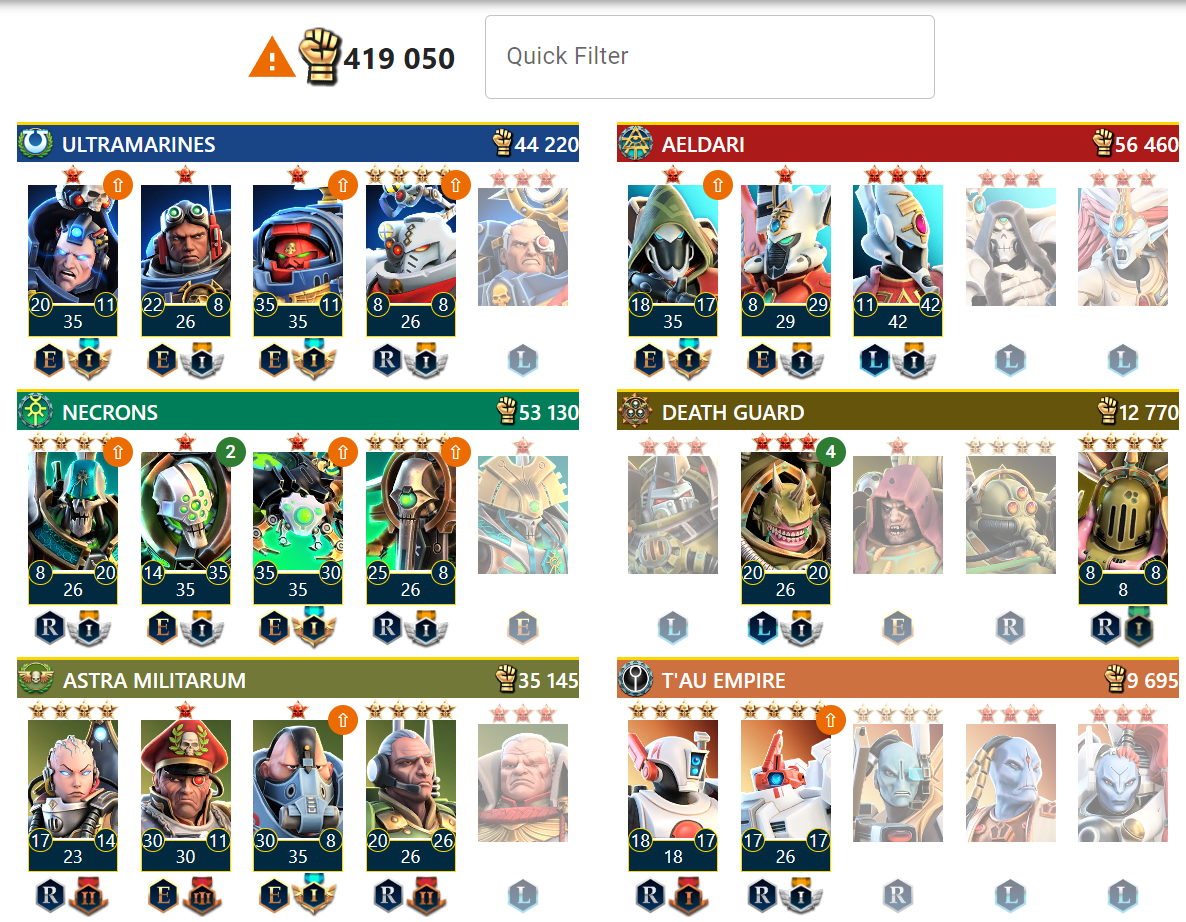 419 050
Quick Filter
ULTRAMARINES 44 220
20 11 22 8 35 11 8 8
35 26 35 26
E I E I E I R I L
AELDARI 56 460
18 17 8 29 11 42
35 29 42
E I E I L I L L
NECRONS 53 130
2
8 20 14 35 35 30 25 8
26 35 35 26
R I E I E I R I E
DEATH GUARD 12 770
4
20 20 8 8
26 8
L L I E R R I
ASTRA MILITARUM 35 145
17 14 30 11 30 8 20 26
23 30 35 26
R II E III E I R II L
T'AU EMPIRE 9 695
18 17 17 17
18 26
R I R I R L L